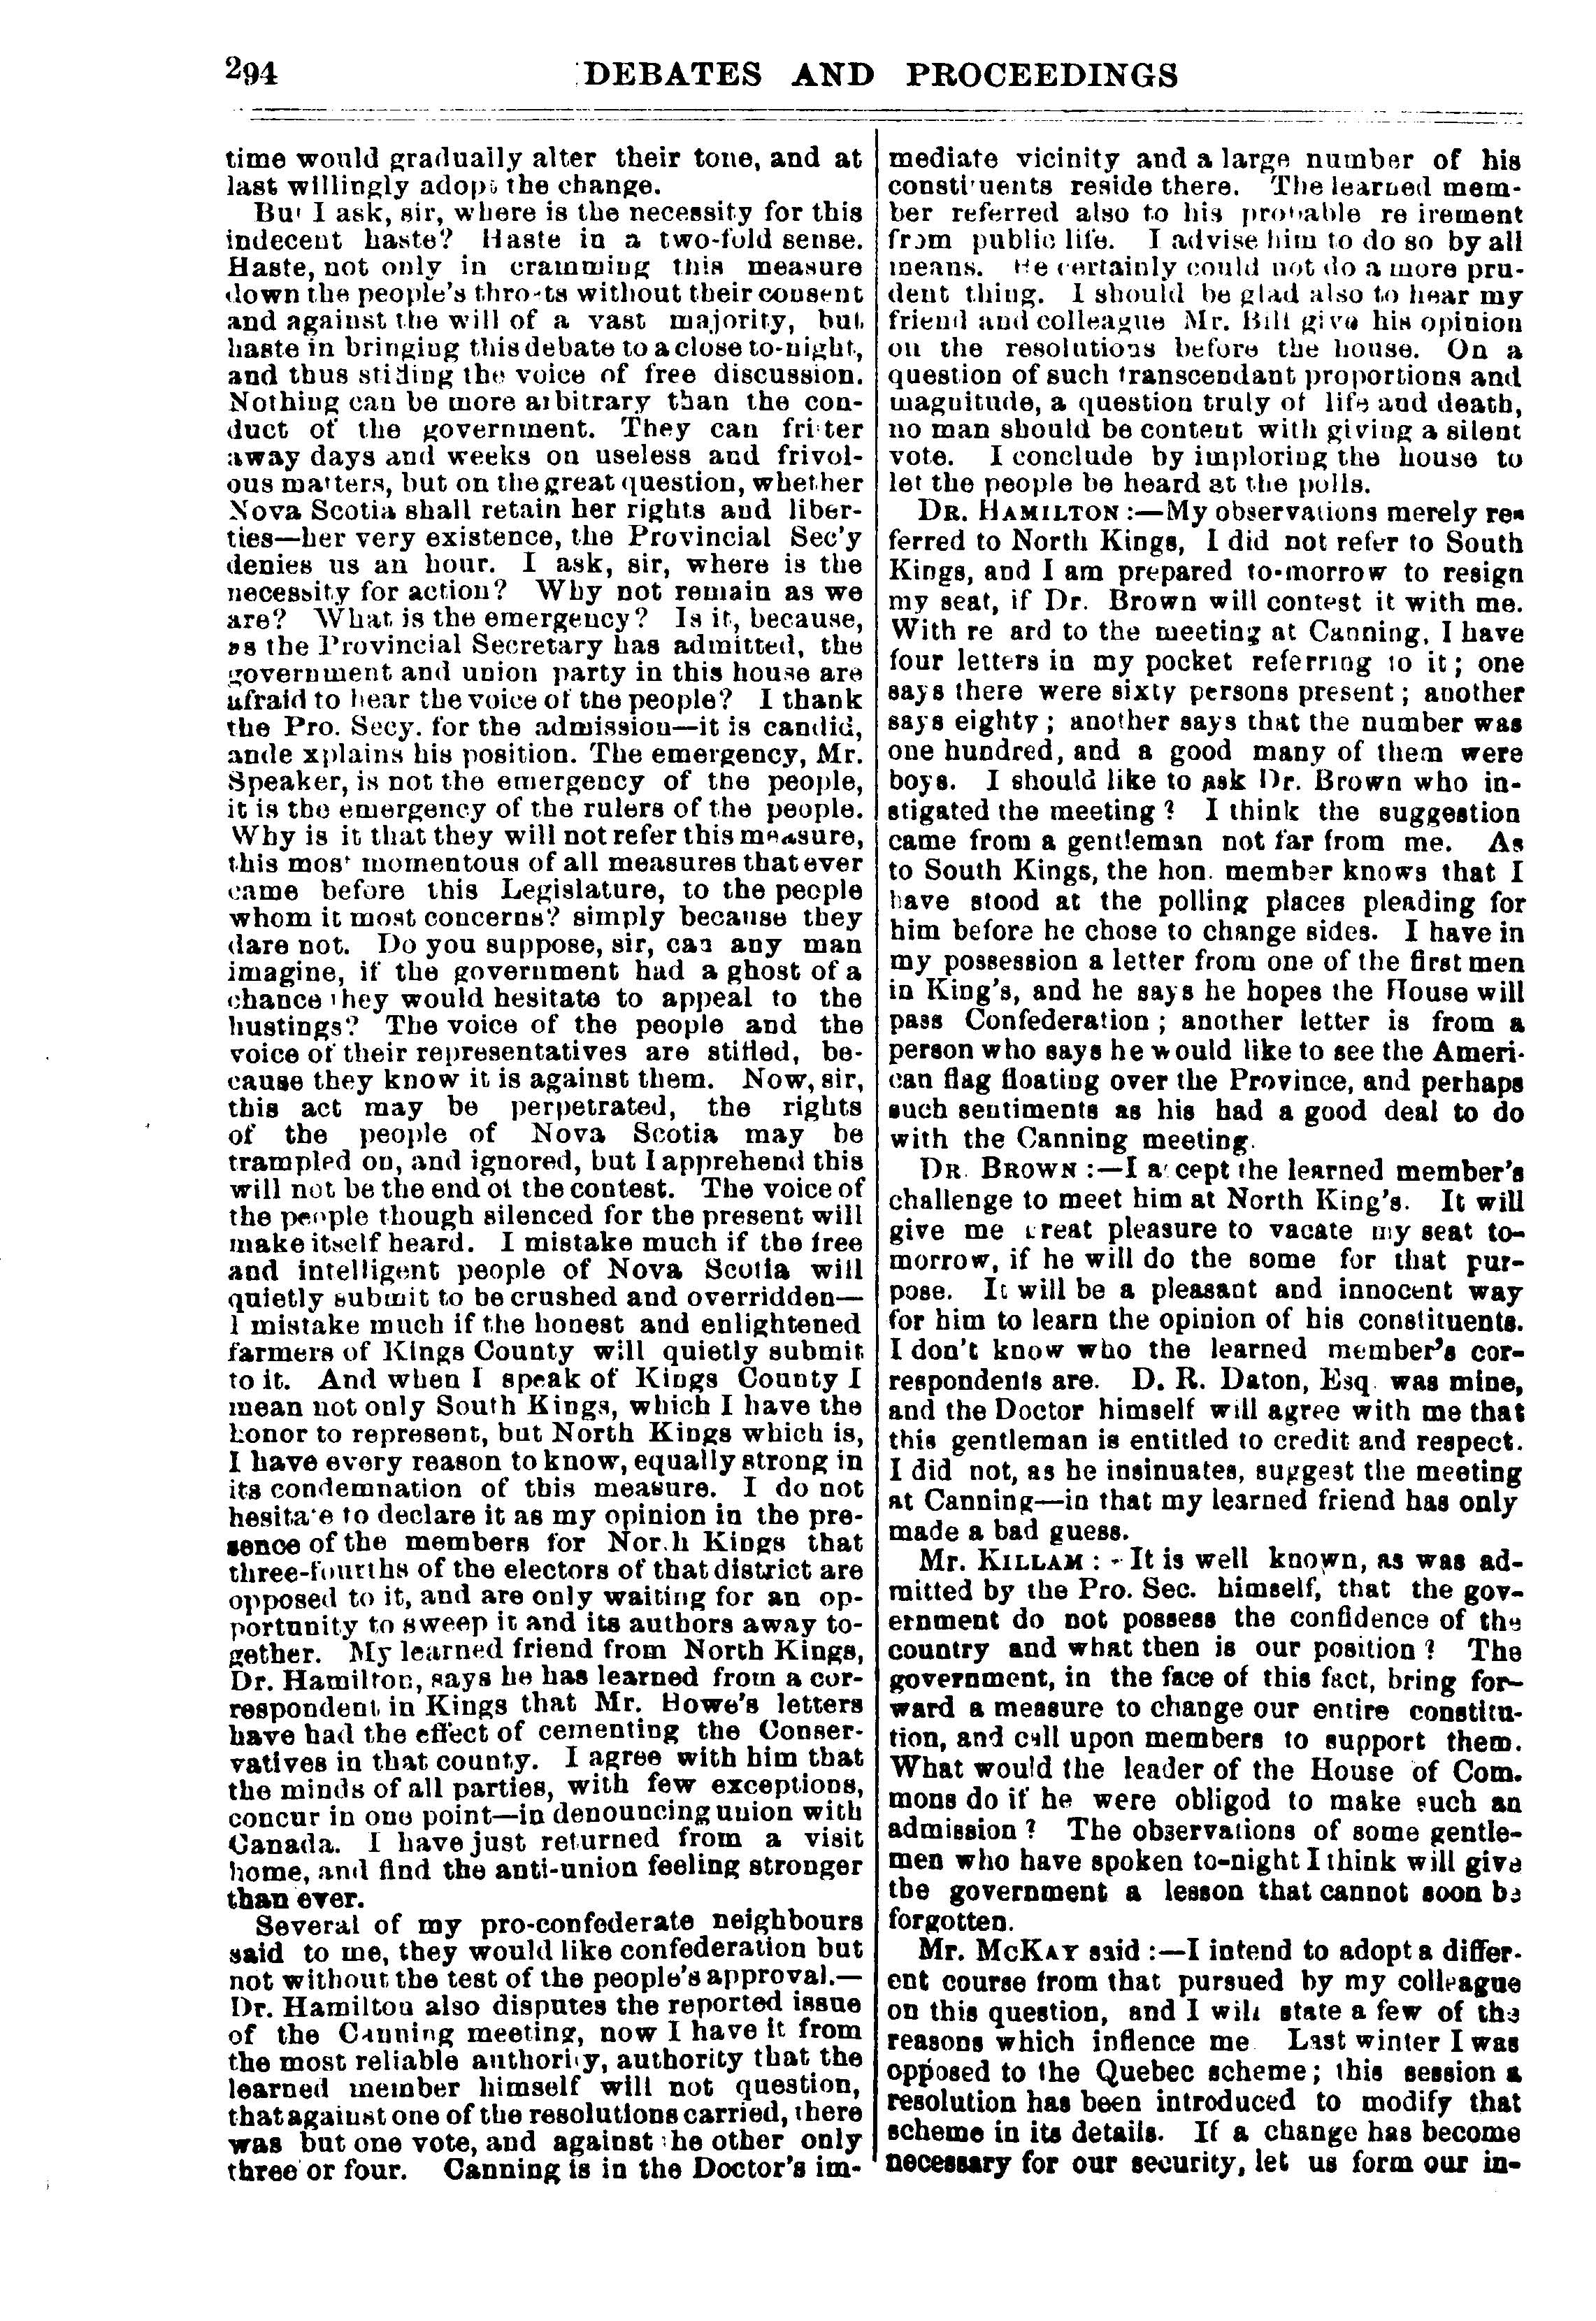 294
DEBATES AND PROCEEDINGS
time would gradually alter their tone, and at
last willingly adopt the change.
But I ask, sir, where is the necessity for this
indecent haste? Haste in a two-fold sense.
Haste, not only in cramming this measure
down the people's throats without their consent
and against the will of a vast majority, but
haste in bringing this debate to a close to-night,
and thus stifling the voice of free discussion.
Nothing can be more arbitrary than the con-
duct of the government. They can fritter
away days and weeks on useless and frivol-
ous matters, but on the great question, whether
Nova Scotia shall retain her rights and liber-
ties—her very existence, the Provincial Sec'y
denies us an hour. I ask, sir, where is the
necessity for action? Why not remain as we
are? What is the emergency? Is it, because,
as the Provincial Secretary has admitted, the
government and union party in this house are
afraid to hear the voice of the people? I thank
the Pro. Secy. for the admission—it is candid,
ande xplains his position. The emergency, Mr.
Speaker, is not the emergency of the people,
it is the emergency of the rulers of the people.
Why is it that they will not refer this measure,
this most momentous of all measures that ever
came before this Legislature, to the people
whom it most concerns? simply because they
dare not. Do you suppose, sir, can any man
imagine, if the government had a ghost of a
chance they would hesitate to appeal to the
hustings? The voice of the people and the
voice of their representatives are stifled, be-
cause they know it is against them. Now, sir,
this act may be perpetrated, the rights
of the people of Nova Scotia may be
trampled on, and ignored, but I apprehend this
will not be the end of the contest. The voice of
the people though silenced for the present will
make itself heard. I mistake much if the free
and intelligent people of Nova Scotia will
quietly submit to be crushed and overridden—
I mistake much if the honest and enlightened
farmers of Kings County will quietly submit
to it. And when I speak of Kings County I
mean not only South Kings, which I have the
honor to represent, but North Kings which is,
I have every reason to know, equally strong in
its condemnation of this measure. I do not
hesitate to declare it as my opinion in the pre-
sence of the members for North Kings that
three-fourths of the electors of that district are
opposed to it, and are only waiting for an op-
portunity to sweep it and its authors away to-
gether. My learned friend from North Kings,
Dr. Hamilton, says he has learned from a cor-
respondent in Kings that Mr. Howe's letters
have had the effect of cementing the Conser-
vatives in that county. I agree with him that
the minds of all parties, with few exceptions,
concur in one point—in denouncing union with
Canada. I have just returned from a visit
home, and find the anti-union feeling stronger
than ever.
Several of my pro-confederate neighbours
said to me, they would like confederation but
not without the test of the people's approval.—
Dr. Hamilton also disputes the reported issue
of the Canning meeting, now I have it from
the most reliable authority, authority that the
learned member himself will not question,
that against one of the resolutions carried, there
was but one vote, and against the other only
three or four. Canning is in the Doctor's im-
mediate vicinity and a large number of his
constituents reside there. The learned mem-
ber referred also to his probable re irement
from public life. I advise him to do so by all
means. He certainly could not do a more pru-
dent thing. I should be glad also to hear my
friend and colleague Mr. Bill give his opinion
on the resolutions before the house. On a
question of such transcendant proportions and
magnitude, a question truly of life and death,
no man should be content with giving a silent
vote. I conclude by imploring the house to
let the people be heard at the polls.
DR. HAMILTON:—My observations merely re-
ferred to North Kings, I did not refer to South
Kings, and I am prepared to-morrow to resign
my seat, if Dr. Brown will contest it with me.
With re ard to the meeting at Canning, I have
four letters in my pocket referring to it; one
says there were sixty persons present; another
says eighty; another says that the number was
one hundred, and a good many of them were
boys. I should like to ask Dr. Brown who in-
stigated the meeting? I think the suggestion
came from a gentleman not far from me. As
to South Kings, the hon. member knows that I
have stood at the polling places pleading for
him before he chose to change sides. I have in
my possession a letter from one of the first men
in King's, and he says he hopes the House will
pass Confederation; another letter is from a
person who says he would like to see the Ameri-
can flag floating over the Province, and perhaps
such sentiments as his had a good deal to do
with the Canning meeting.
DR. BROWN:—I accept the learned member's
challenge to meet him at North King's. It will
give me great pleasure to vacate my seat to-
morrow, if he will do the some for that pur-
pose. It will be a pleasant and innocent way
for him to learn the opinion of his constituents.
I don't know who the learned member's cor-
respondents are. D. R. Daton, Esq. was mine,
and the Doctor himself will agree with me that
this gentleman is entitled to credit and respect.
I did not, as he insinuates, suggest the meeting
at Canning—in that my learned friend has only
made a bad guess.
Mr. KILLAM:—It is well known, as was ad-
mitted by the Pro. Sec. himself, that the gov-
ernment do not possess the confidence of the
country and what then is our position? The
government, in the face of this fact, bring for-
ward a measure to change our entire constitu-
tion, and call upon members to support them.
What would the leader of the House of Com-
mons do if he were obligod to make such an
admission? The observations of some gentle-
men who have spoken to-night I think will give
the government a lesson that cannot soon be
forgotten.
Mr. MCKAY said:—I intend to adopt a differ-
ent course from that pursued by my colleague
on this question, and I will state a few of the
reasons which inflence me. Last winter I was
opposed to the Quebec scheme; this session a
resolution has been introduced to modify that
scheme in its details. If a change has become
necessary for our security, let us form our in-